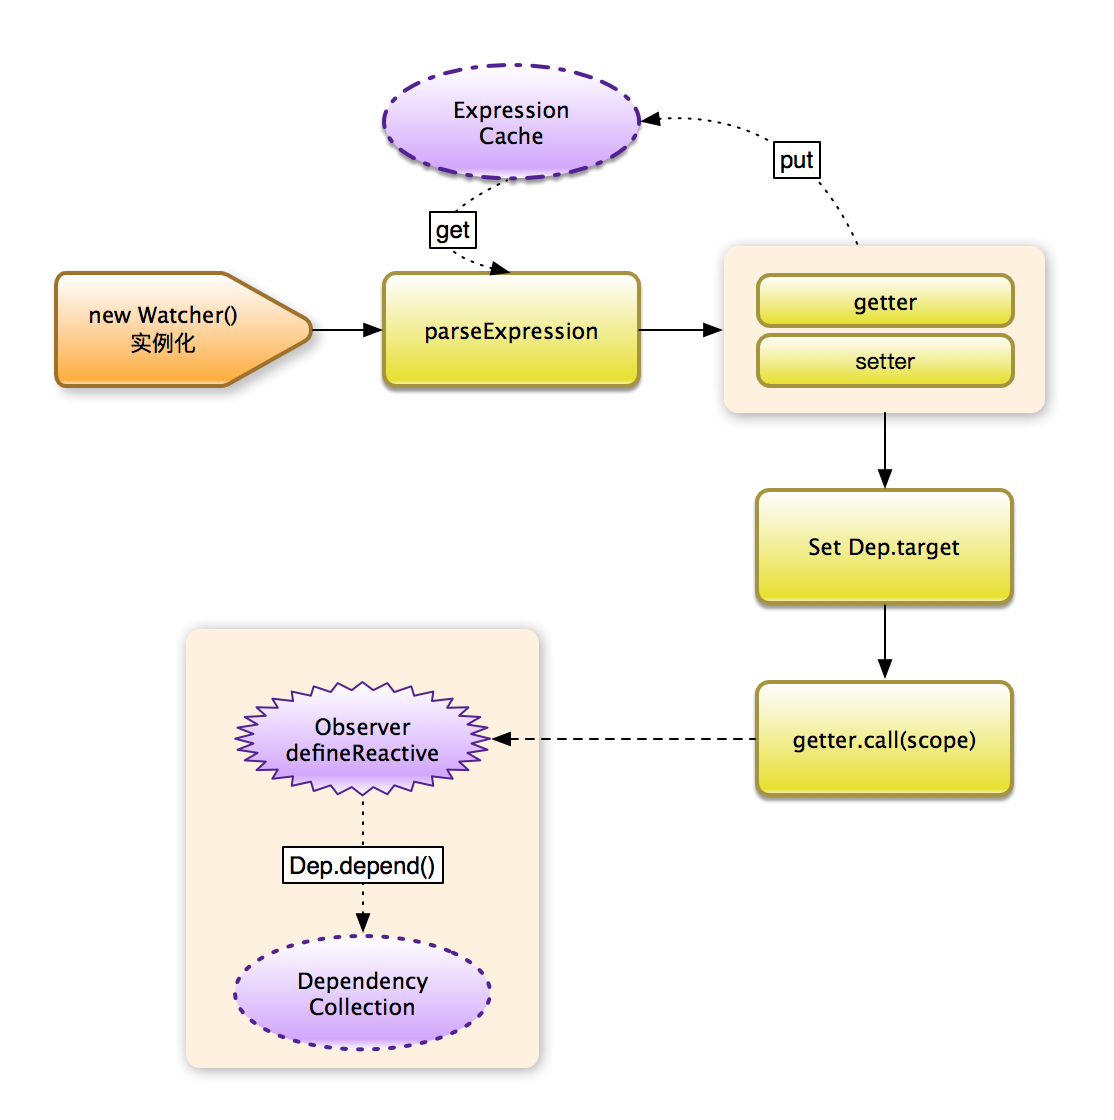 Expression
Cache
put
get
new Watcher()
实例化
parseExpression
getter
setter
Set Dep.target
Observer
defineReactive
getter.call(scope)
Dep.depend()
Dependency
Collection